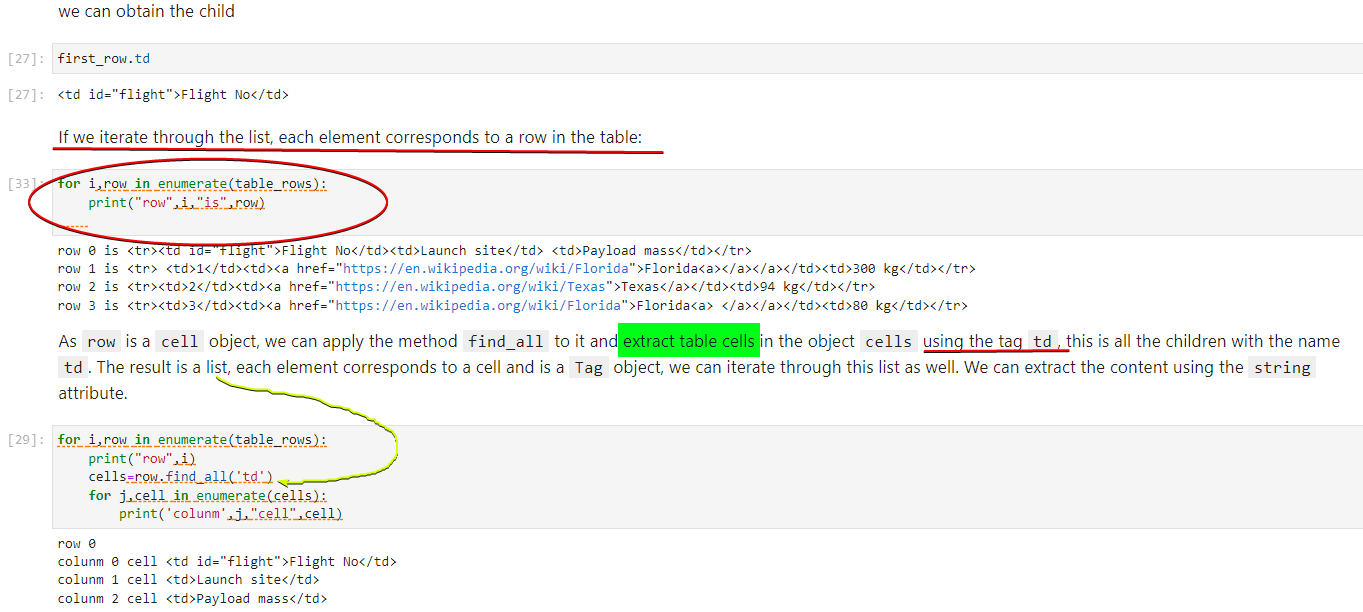 we can obtain the child
[27]: first_row.td
[27]: <td id="flight">Flight No</td>
If we iterate through the list, each element corresponds to a row in the table:
[33]: for i,row in enumerate(table_rows):
print("row",i,"is",row)
row 0 is <tr><td id="flight">Flight No</td><td>Launch site</td> <td>Payload mass</td></tr>
row 1 is <tr> <td>1</td><td><a href="https://en.wikipedia.org/wiki/Florida">Florida<a></a></a></td><td>300 kg</td></tr>
row 2 is <tr><td>2</td><td><a href="https://en.wikipedia.org/wiki/Texas">Texas</a></td><td>94 kg</td></tr>
row 3 is <tr><td>3</td><td><a href="https://en.wikipedia.org/wiki/Florida">Florida<a> </a></a></td><td>80 kg</td></tr>
As row is a cell object, we can apply the method find_all to it and extract table cells in the object cells using the tag td, this is all the children with the name
td. The result is a list, each element corresponds to a cell and is a Tag object, we can iterate through this list as well. We can extract the content using the string
attribute.
[29]: for i,row in enumerate(table_rows):
print("row",i)
cells=row.find_all('td')
for j,cell in enumerate(cells):
print('colunm',j,"cell",cell)
row 0
colunm 0 cell <td id="flight">Flight No</td>
colunm 1 cell <td>Launch site</td>
colunm 2 cell <td>Payload mass</td>